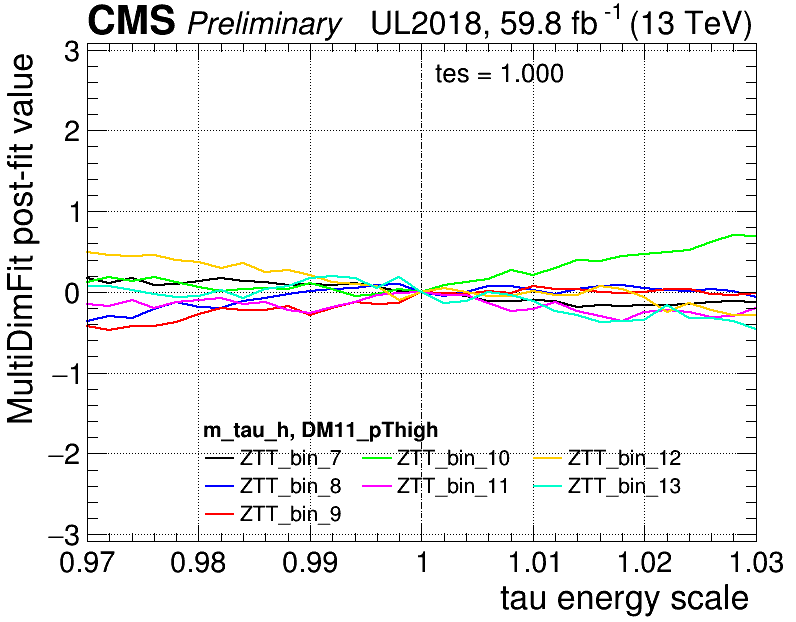 CMS Preliminary UL2018, 59.8 fb⁻¹ (13 TeV)
MultiDimFit post-fit value
3
2
1
0
−1
−2
−3
tes = 1.000
m_tau_h, DM11_pThigh
ZTT_bin_7 ZTT_bin_10 ZTT_bin_12
ZTT_bin_8 ZTT_bin_11 ZTT_bin_13
ZTT_bin_9
0.97 0.98 0.99 1 1.01 1.02 1.03
tau energy scale